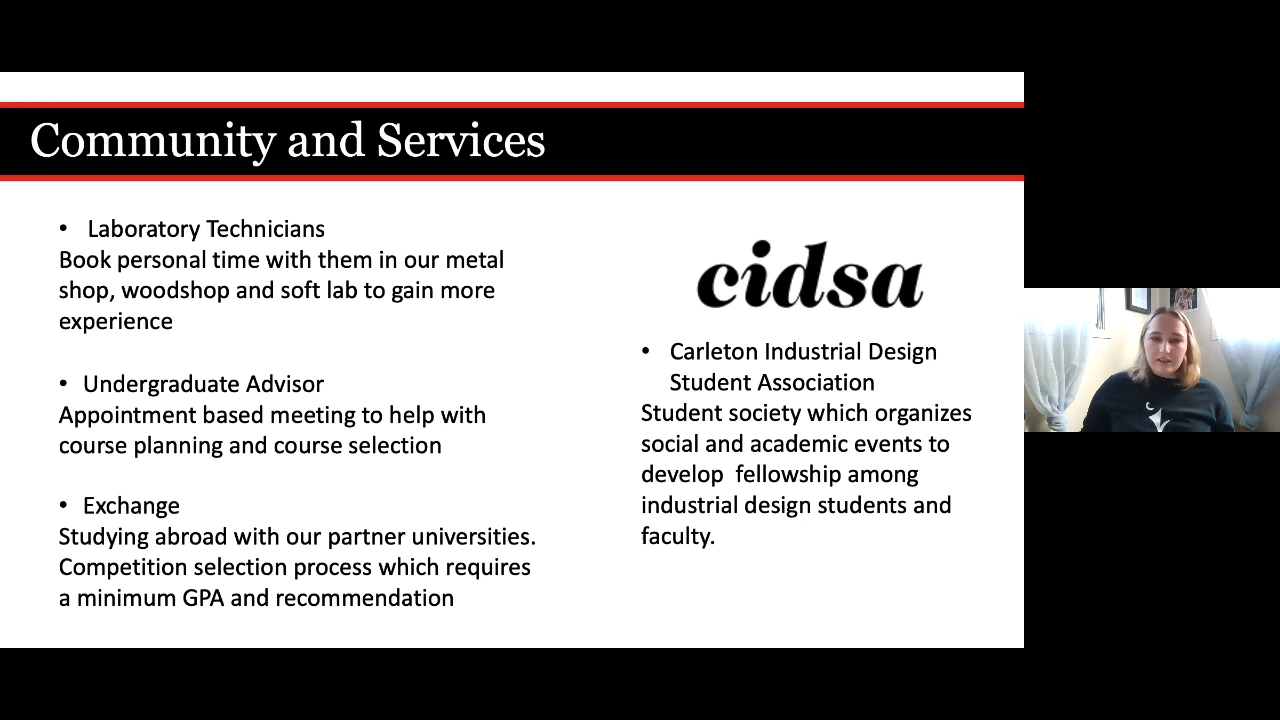 Community and Services
• Laboratory Technicians
Book personal time with them in our metal
shop, woodshop and soft lab to gain more
experience
• Undergraduate Advisor
Appointment based meeting to help with
course planning and course selection
• Exchange
Studying abroad with our partner universities.
Competition selection process which requires
a minimum GPA and recommendation
cidsa
• Carleton Industrial Design
Student Association
Student society which organizes
social and academic events to
develop  fellowship among
industrial design students and
faculty.